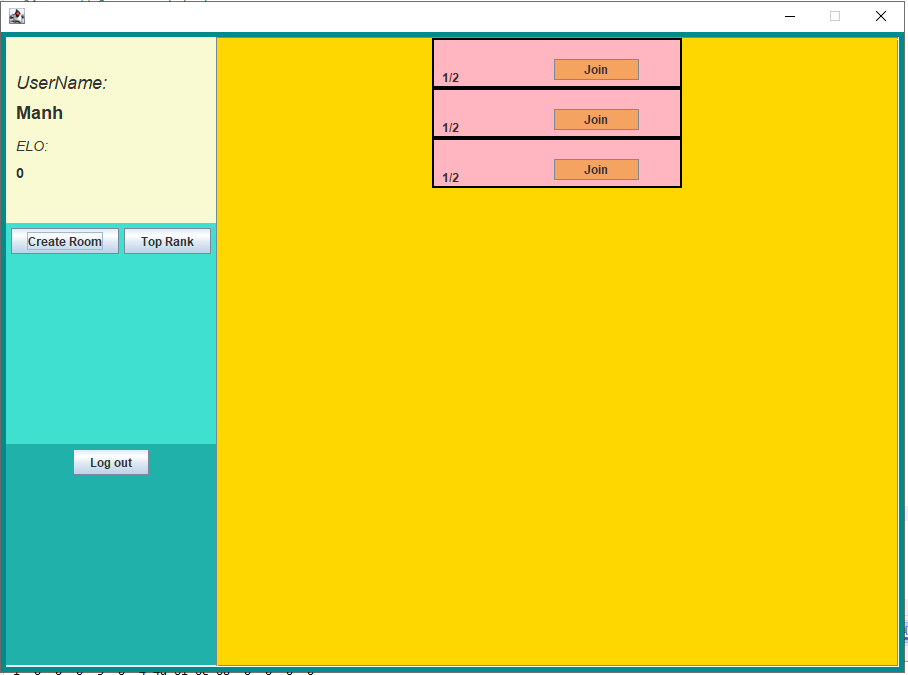 UserName:
Manh
ELO:
0
Create Room Top Rank
Log out
1/2 Join
1/2 Join
1/2 Join